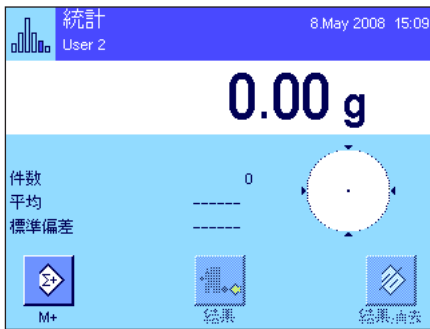 統計
8.May 2008 15:09
User 2
0.00 g
件数 0
平均 ------
標準偏差 ------
Σ+
M+ 結果 結果消去